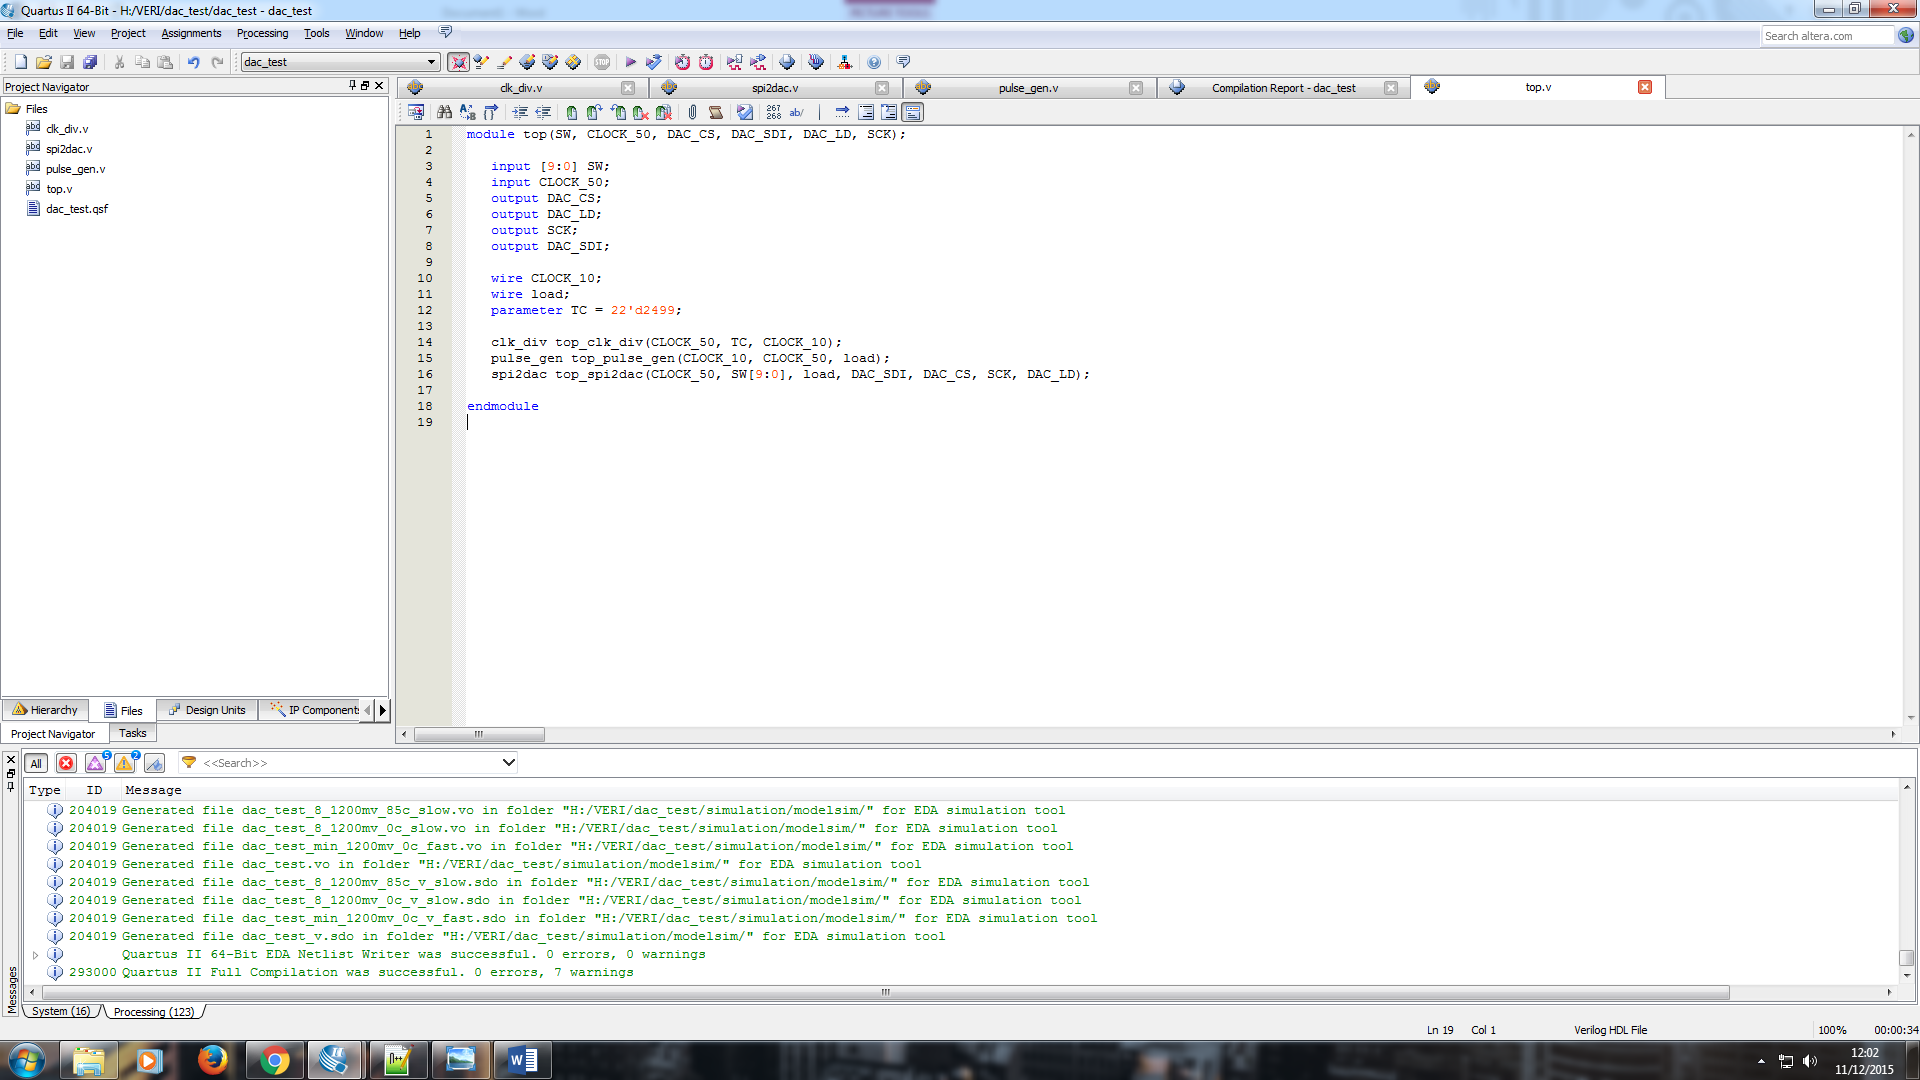 Quartus II 64-Bit - H:/VERI/dac_test/dac_test - dac_test
File Edit View Project Assignments Processing Tools Window Help
Search altera.com
dac_test
Project Navigator
Files
clk_div.v
spi2dac.v
pulse_gen.v
top.v
dac_test.qsf
Hierarchy Files Design Units IP Components
Project Navigator Tasks
clk_div.v spi2dac.v pulse_gen.v Compilation Report - dac_test top.v
267
268 ab/
1 module top(SW, CLOCK_50, DAC_CS, DAC_SDI, DAC_LD, SCK);
2
3 input [9:0] SW;
4 input CLOCK_50;
5 output DAC_CS;
6 output DAC_LD;
7 output SCK;
8 output DAC_SDI;
9
10 wire CLOCK_10;
11 wire load;
12 parameter TC = 22'd2499;
13
14 clk_div top_clk_div(CLOCK_50, TC, CLOCK_10);
15 pulse_gen top_pulse_gen(CLOCK_10, CLOCK_50, load);
16 spi2dac top_spi2dac(CLOCK_50, SW[9:0], load, DAC_SDI, DAC_CS, SCK, DAC_LD);
17
18 endmodule
19
All 5 2 <<Search>>
Type ID Message
204019 Generated file dac_test_8_1200mv_85c_slow.vo in folder "H:/VERI/dac_test/simulation/modelsim/" for EDA simulation tool
204019 Generated file dac_test_8_1200mv_0c_slow.vo in folder "H:/VERI/dac_test/simulation/modelsim/" for EDA simulation tool
204019 Generated file dac_test_min_1200mv_0c_fast.vo in folder "H:/VERI/dac_test/simulation/modelsim/" for EDA simulation tool
204019 Generated file dac_test.vo in folder "H:/VERI/dac_test/simulation/modelsim/" for EDA simulation tool
204019 Generated file dac_test_8_1200mv_85c_v_slow.sdo in folder "H:/VERI/dac_test/simulation/modelsim/" for EDA simulation tool
204019 Generated file dac_test_8_1200mv_0c_v_slow.sdo in folder "H:/VERI/dac_test/simulation/modelsim/" for EDA simulation tool
204019 Generated file dac_test_min_1200mv_0c_v_fast.sdo in folder "H:/VERI/dac_test/simulation/modelsim/" for EDA simulation tool
204019 Generated file dac_test_v.sdo in folder "H:/VERI/dac_test/simulation/modelsim/" for EDA simulation tool
Quartus II 64-Bit EDA Netlist Writer was successful. 0 errors, 0 warnings
293000 Quartus II Full Compilation was successful. 0 errors, 7 warnings
Messages
System (16) Processing (123)
Ln 19 Col 1 Verilog HDL File 100% 00:00:34
12:02
11/12/2015